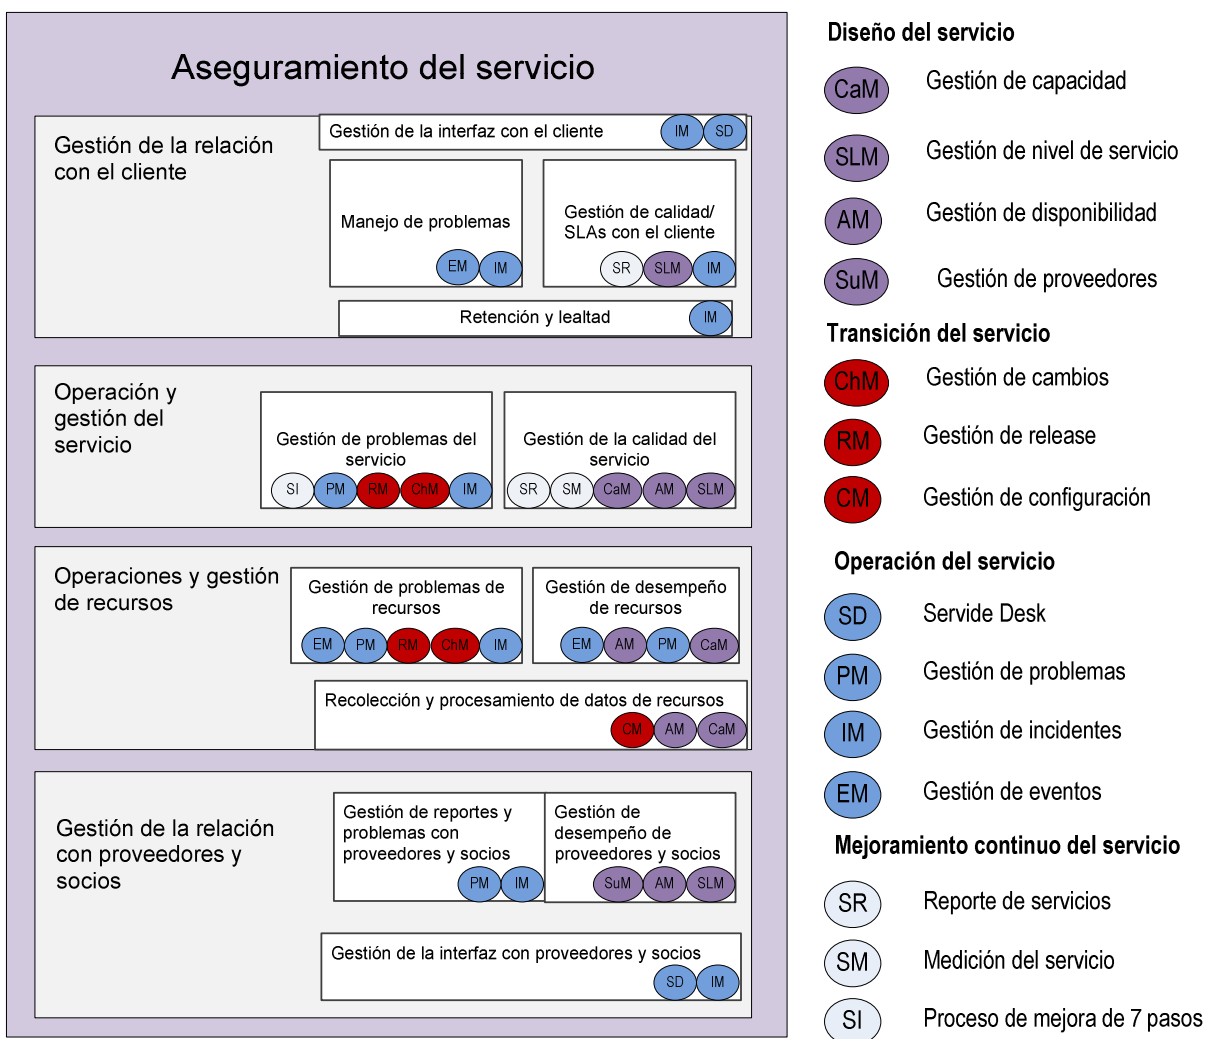 Aseguramiento del servicio
Gestión de la relación
con el cliente
Gestión de la interfaz con el cliente
IM
SD
Manejo de problemas
EM
IM
Gestión de calidad/
SLAs con el cliente
SR
SLM
IM
Retención y lealtad
IM
Operación y
gestión del
servicio
Gestión de problemas del
servicio
SI
PM
RM
ChM
IM
Gestión de la calidad del
servicio
SR
SM
CaM
AM
SLM
Operaciones y gestión
de recursos
Gestión de problemas de
recursos
EM
PM
RM
ChM
IM
Gestión de desempeño
de recursos
EM
AM
PM
CaM
Recolección y procesamiento de datos de recursos
CM
AM
CaM
Gestión de la relación
con proveedores y
socios
Gestión de reportes y
problemas con
proveedores y socios
PM
IM
Gestión de
desempeño de
proveedores y socios
SuM
AM
SLM
Gestión de la interfaz con proveedores y socios
SD
IM
Diseño del servicio
CaM Gestión de capacidad
SLM Gestión de nivel de servicio
AM Gestión de disponibilidad
SuM Gestión de proveedores
Transición del servicio
ChM Gestión de cambios
RM Gestión de release
CM Gestión de configuración
Operación del servicio
SD Servide Desk
PM Gestión de problemas
IM Gestión de incidentes
EM Gestión de eventos
Mejoramiento continuo del servicio
SR Reporte de servicios
SM Medición del servicio
SI Proceso de mejora de 7 pasos